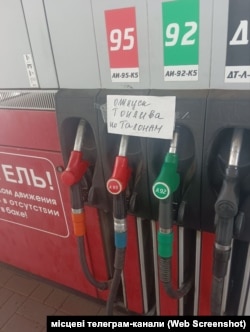 95
92
АИ-95-К5
АИ-92-К5
ДТ-Л-
отпуск
Топлива
по Талонам
ЕЛЬ!
ом движения
в отсутствии
баке!
місцеві телеграм-канали (Web Screenshot)